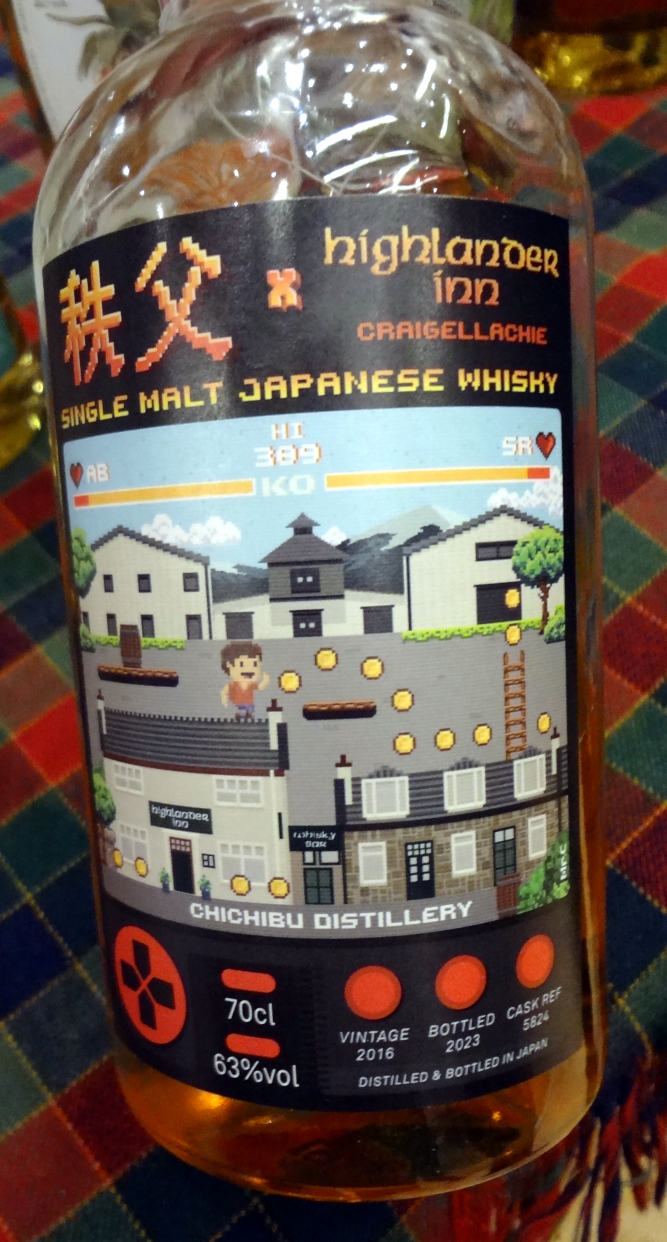 秩父 x highlander inn
CRAIGELLACHIE
SINGLE MALT JAPANESE WHISKY
HI
AB 389 SR
KO
highlander
inn
whisky
BAR
Mr.C
CHICHIBU DISTILLERY
70cl
63%vol
VINTAGE
2016
BOTTLED
2023
CASK REF
5824
DISTILLED & BOTTLED IN JAPAN